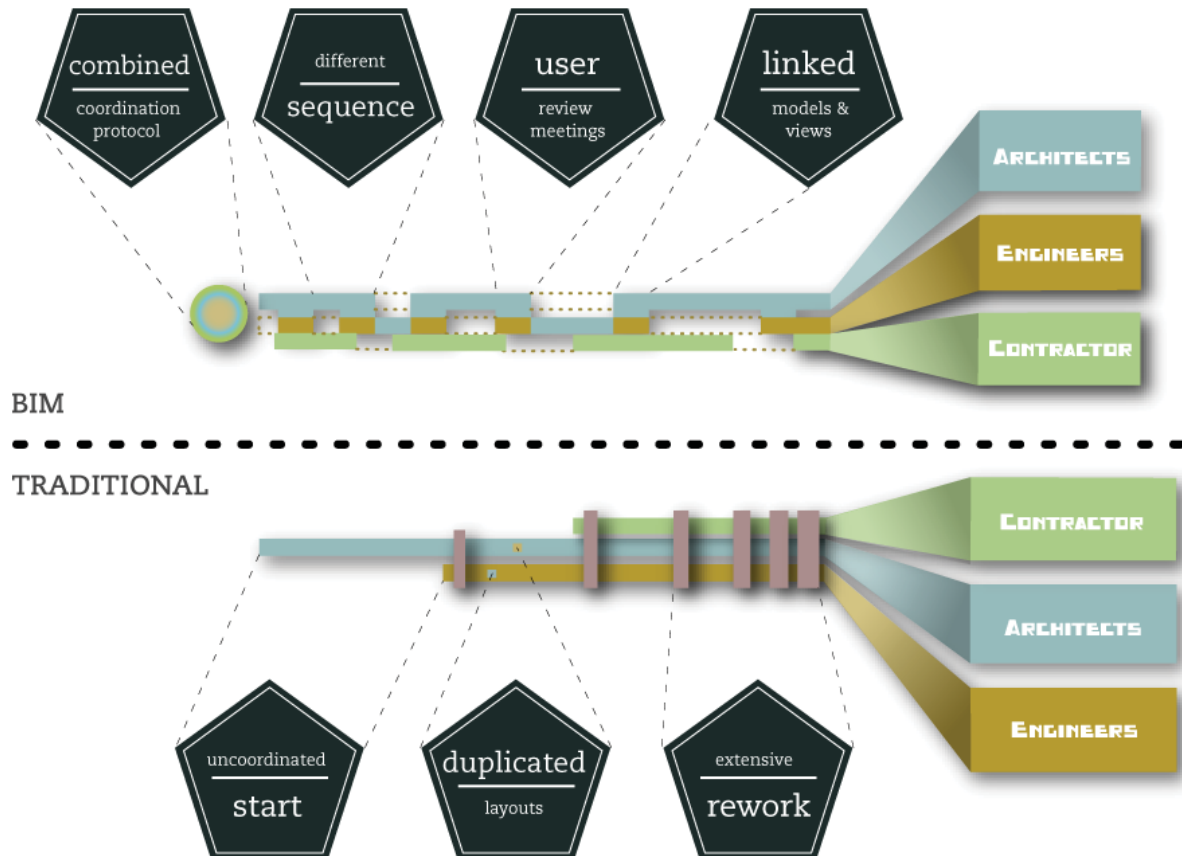 combined
coordination
protocol
different
sequence
user
review
meetings
linked
models &
views
Architects
Engineers
Contractor
BIM
TRADITIONAL
Contractor
Architects
Engineers
uncoordinated
start
duplicated
layouts
extensive
rework